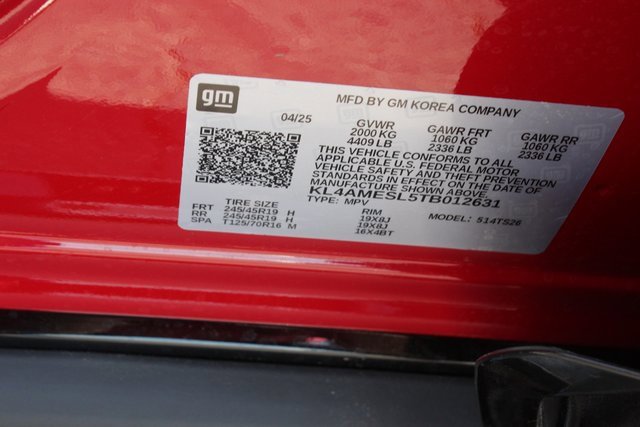 gm
MFD BY GM KOREA COMPANY
04/25
GVWR GAWR FRT GAWR RR
2000 KG 1060 KG 1060 KG
4409 LB 2336 LB 2336 LB
THIS VEHICLE CONFORMS TO ALL
APPLICABLE U.S. FEDERAL MOTOR
VEHICLE SAFETY AND THEFT PREVENTION
STANDARDS IN EFFECT ON THE DATE OF
MANUFACTURE SHOWN ABOVE
KL4AMESL5TB012631
TYPE: MPV
MODEL: 514TS26
TIRE SIZE RIM
FRT 245/45R19 H 19X8J
RR 245/45R19 H 19X8J
SPA T125/70R16 M 16X4BT